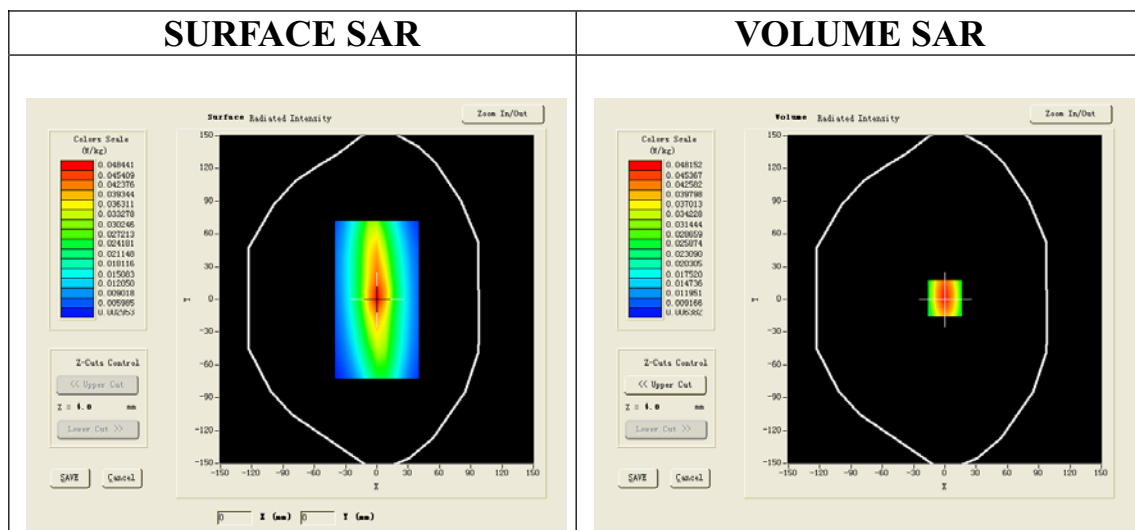 SURFACE SAR
VOLUME SAR
Surface Radiated Intensity
Zoom In/Out
Colors Scale
(W/kg)
0.048441
0.045409
0.042376
0.039344
0.036311
0.033278
0.030246
0.027213
0.024181
0.021148
0.018116
0.015083
0.012050
0.009018
0.005985
0.002953
150
120
90
60
30
0
-30
-60
-90
-120
-150
Y
-150 -120 -90 -60 -30 0 30 60 90 120 150
X
Z-Cuts Control
<< Upper Cut
Z = 4.0 mm
Lower Cut >>
SAVE Cancel
0 X (mm) 0 Y (mm)
Volume Radiated Intensity
Zoom In/Out
Colors Scale
(W/kg)
0.048152
0.045367
0.042582
0.039798
0.037013
0.034228
0.031444
0.028659
0.025874
0.023090
0.020305
0.017520
0.014736
0.011951
0.009166
0.006382
150
120
90
60
30
0
-30
-60
-90
-120
-150
Y
-150 -120 -90 -60 -30 0 30 60 90 120 150
X
Z-Cuts Control
<< Upper Cut
Z = 4.0 mm
Lower Cut >>
SAVE Cancel